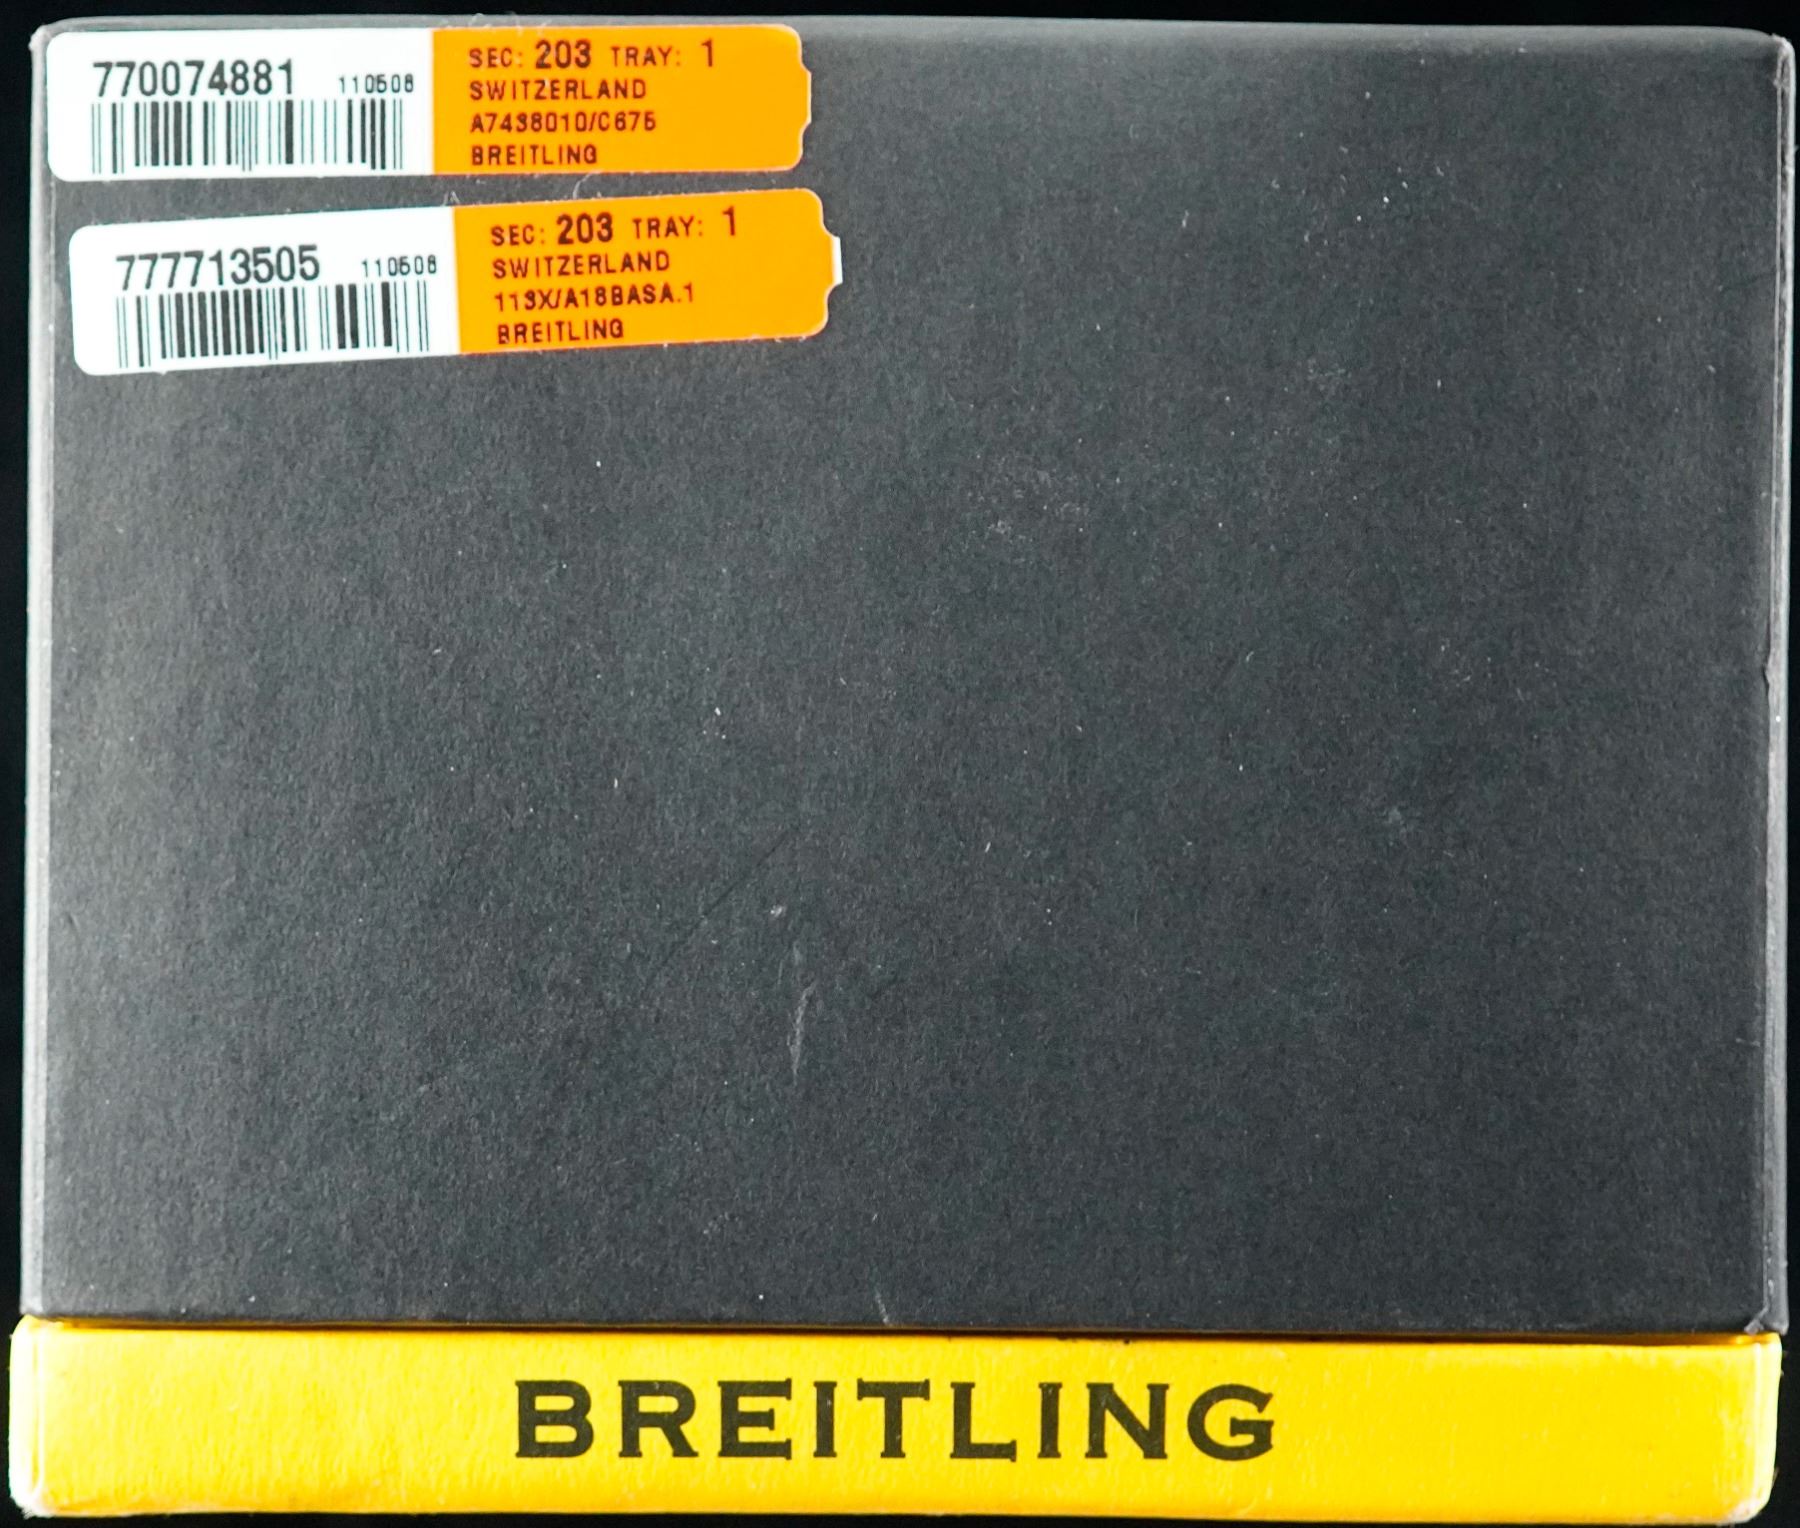 770074881 110508
SEC: 203 TRAY: 1
SWITZERLAND
A7438010/C675
BREITLING
777713505 110508
SEC: 203 TRAY: 1
SWITZERLAND
113X/A18BASA.1
BREITLING
BREITLING